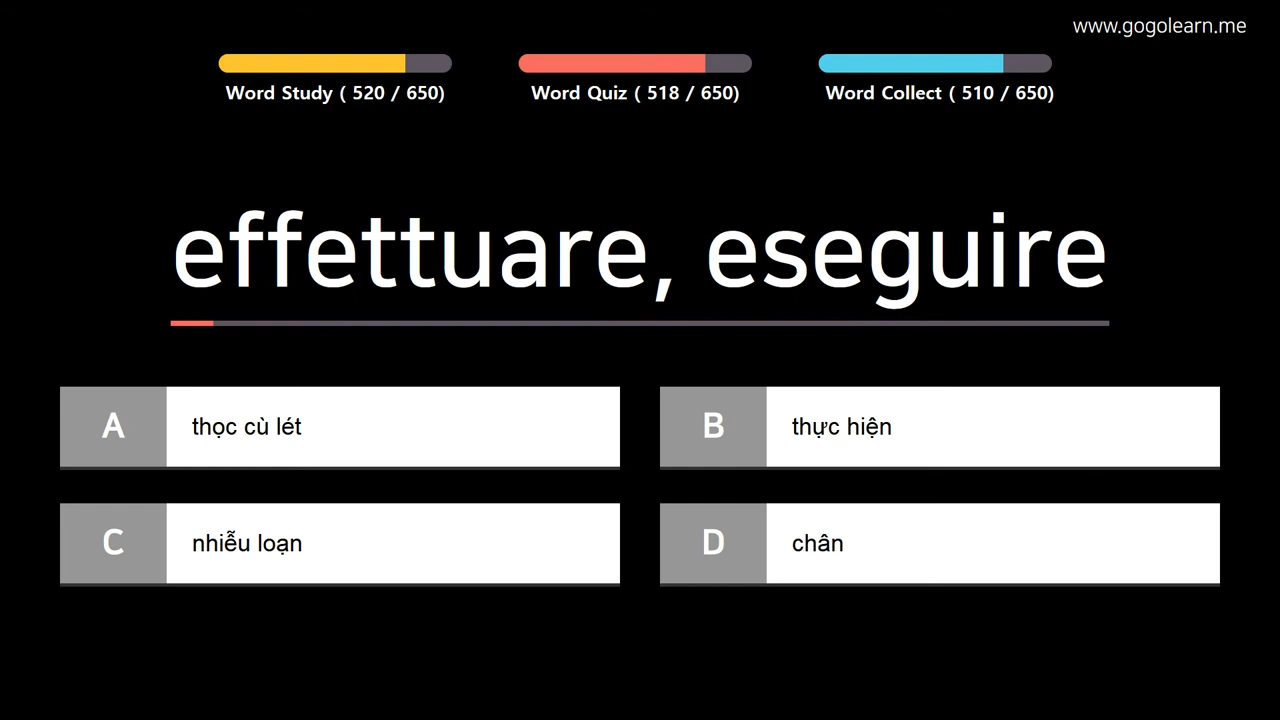 www.gogolearn.me
Word Study ( 520 / 650)
Word Quiz ( 518 / 650)
Word Collect ( 510 / 650)
effettuare, eseguire
A thọc cù lét
B thực hiện
C nhiễu loạn
D chân